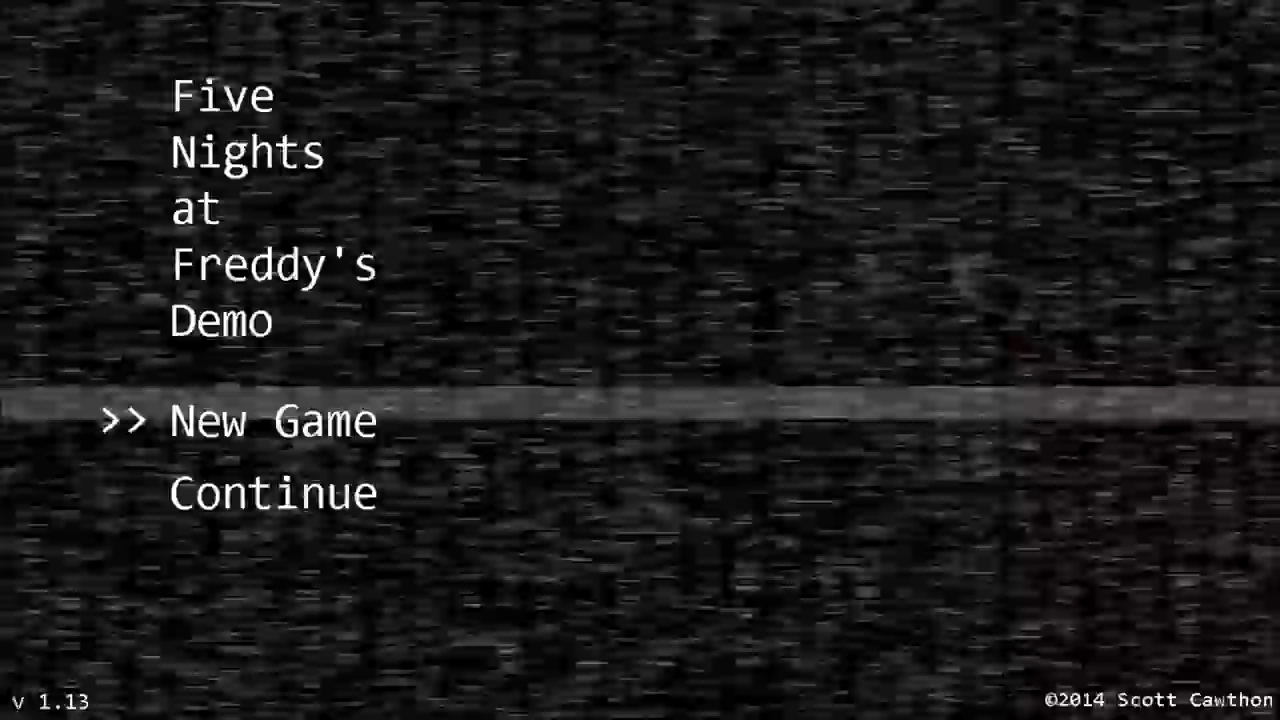 Five
Nights
at
Freddy's
Demo
>> New Game
Continue
v 1.13
©2014 Scott Cawthon